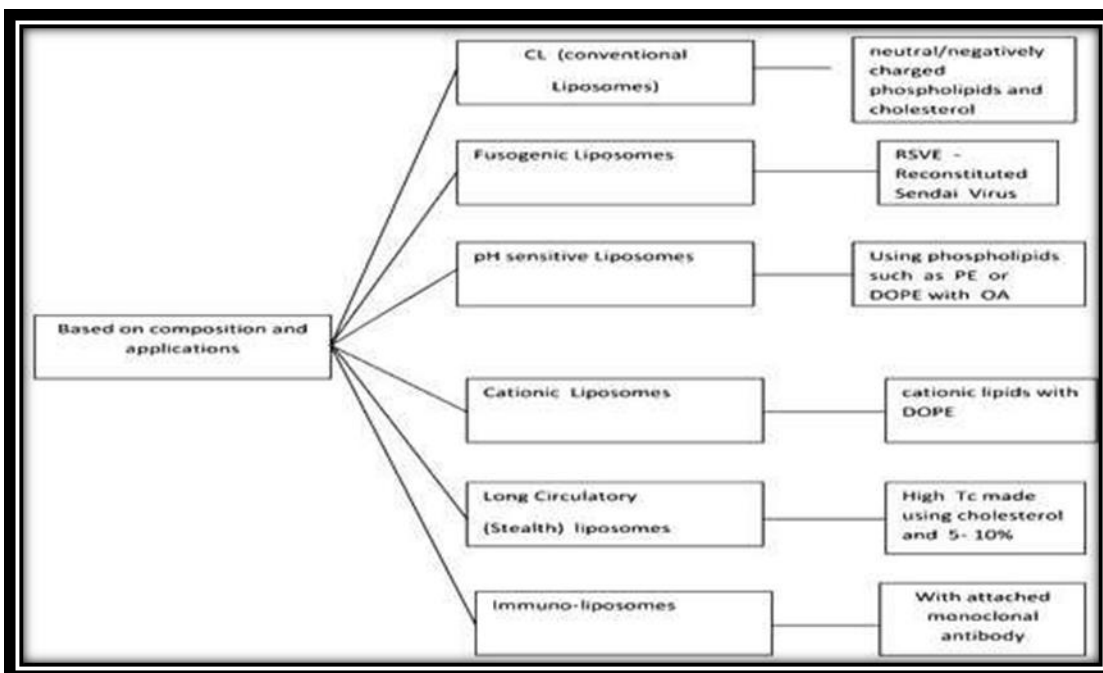 CL (conventional
Liposomes)
neutral/negatively
charged
phospholipids and
cholesterol
Fusogenic Liposomes
RSVE -
Reconstituted
Sendai Virus
pH sensitive Liposomes
Using phospholipids
such as PE or
DOPE with OA
Based on composition and
applications
Cationic Liposomes
cationic lipids with
DOPE
Long Circulatory
(Stealth) liposomes
High Tc made
using cholesterol
and 5- 10%
Immuno-liposomes
With attached
monoclonal
antibody